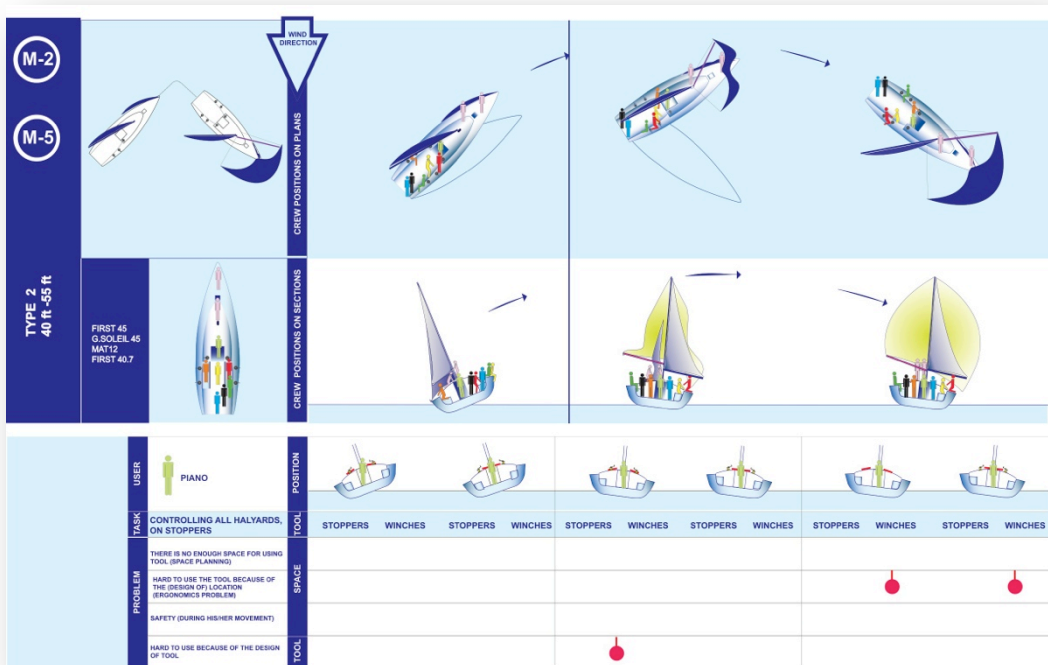 M-2
M-5
TYPE 2
40 ft -55 ft
WIND
DIRECTION
CREW POSITIONS ON PLANS
FIRST 45
G.SOLEIL 45
MAT12
FIRST 40.7
CREW POSITIONS ON SECTIONS
USER
PIANO
POSITION
TASK
CONTROLLING ALL HALYARDS,
ON STOPPERS
TOOL
STOPPERS WINCHES STOPPERS WINCHES STOPPERS WINCHES STOPPERS WINCHES STOPPERS WINCHES STOPPERS WINCHES
PROBLEM
THERE IS NO ENOUGH SPACE FOR USING
TOOL (SPACE PLANNING)
HARD TO USE THE TOOL BECAUSE OF
THE (DESIGN OF) LOCATION
(ERGONOMICS PROBLEM)
SPACE
SAFETY (DURING HIS/HER MOVEMENT)
HARD TO USE BECAUSE OF THE DESIGN
OF TOOL
TOOL